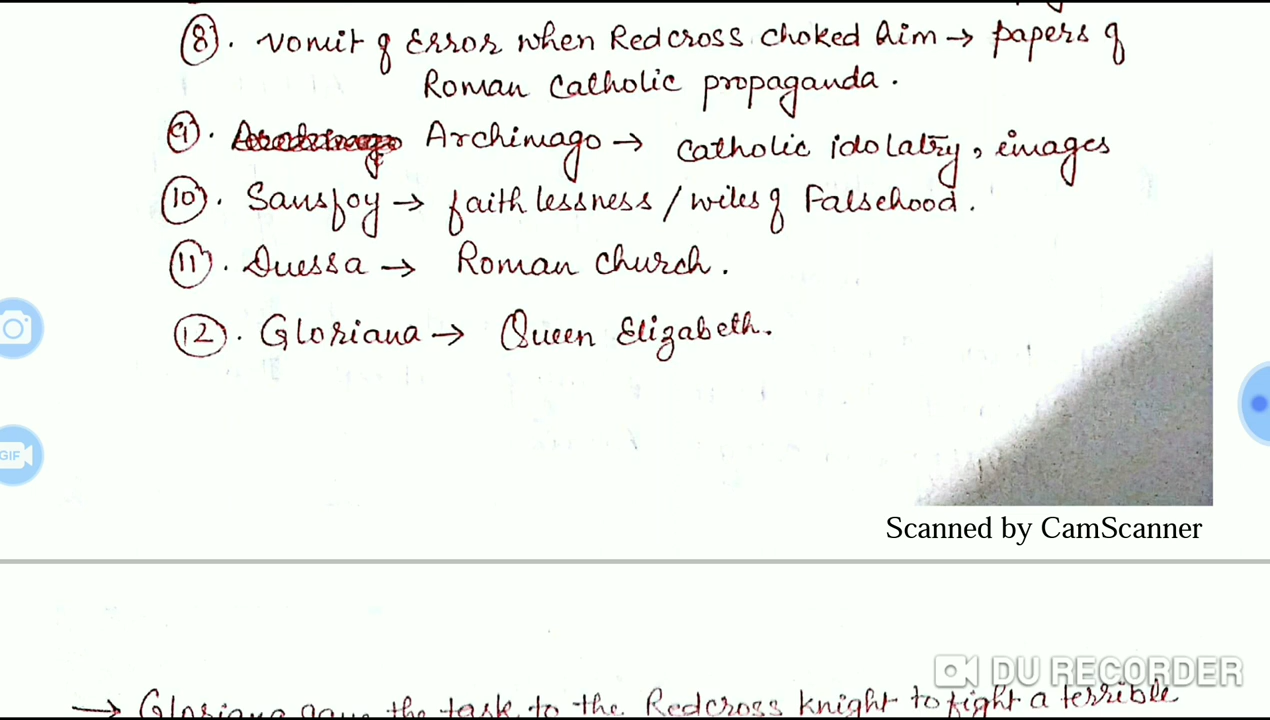 8. Vomit of Error when Redcross choked him → papers of
Roman Catholic propaganda.
9. Archimago → Catholic idolatry, images
10. Sansfoy → faithlessness / wiles of Falsehood.
11. Duessa → Roman church.
12. Gloriana → Queen Elizabeth.
GIF
Scanned by CamScanner
DU RECORDER
→ Gloriana gave the task to the Redcross knight to fight a terrible